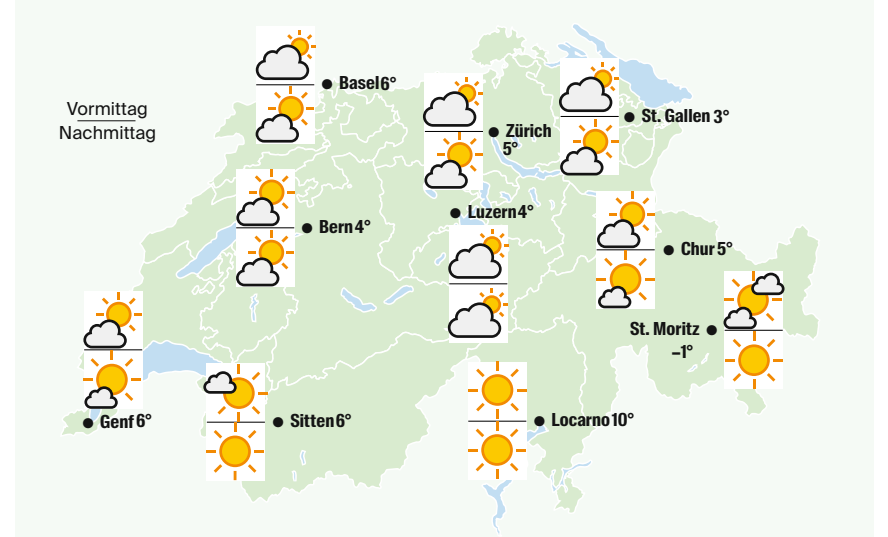 Vormittag
Nachmittag
Basel 6°
Zürich
5°
St. Gallen 3°
Bern 4°
Luzern 4°
Chur 5°
St. Moritz
–1°
Genf 6°
Sitten 6°
Locarno 10°